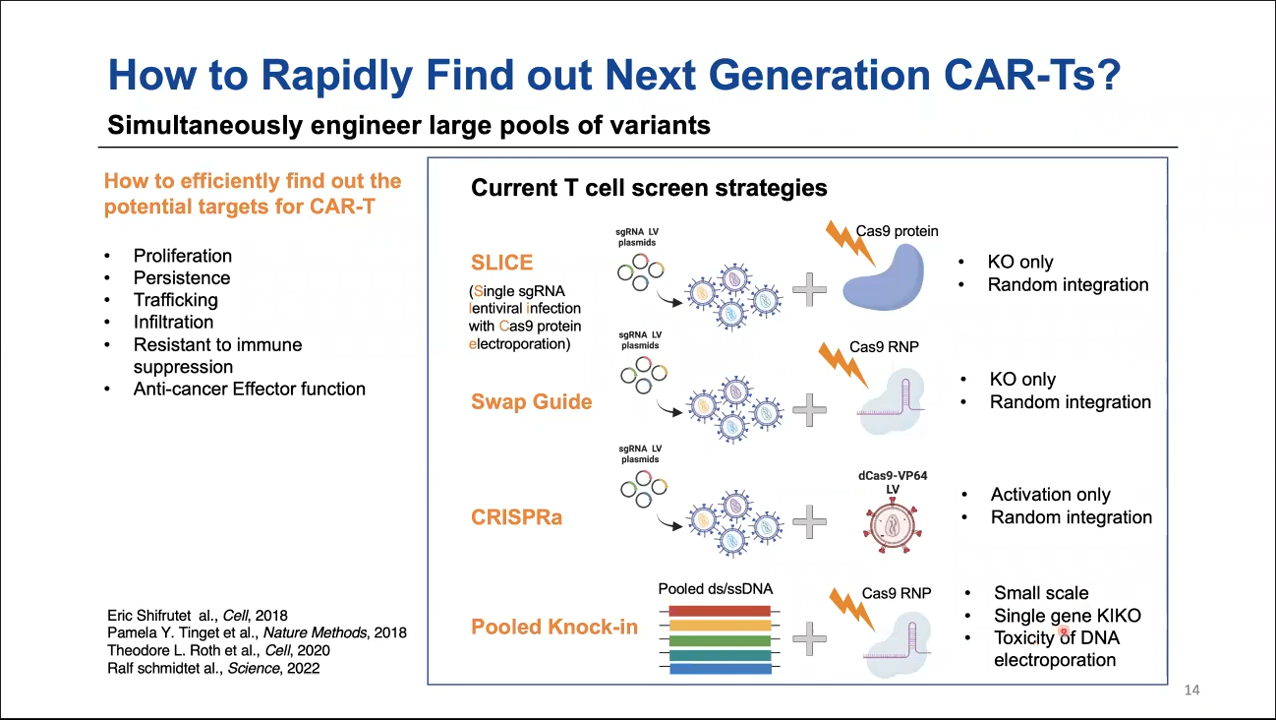 How to Rapidly Find out Next Generation CAR-Ts?
Simultaneously engineer large pools of variants
How to efficiently find out the
potential targets for CAR-T
• Proliferation
• Persistence
• Trafficking
• Infiltration
• Resistant to immune
suppression
• Anti-cancer Effector function
Eric Shifrutet al., Cell, 2018
Pamela Y. Tinget et al., Nature Methods, 2018
Theodore L. Roth et al., Cell, 2020
Ralf schmidtet al., Science, 2022
Current T cell screen strategies
SLICE
(Single sgRNA
lentiviral infection
with Cas9 protein
electroporation)
sgRNA LV
plasmids
Cas9 protein
• KO only
• Random integration
Swap Guide
sgRNA LV
plasmids
Cas9 RNP
• KO only
• Random integration
CRISPRa
sgRNA LV
plasmids
dCas9-VP64
LV
• Activation only
• Random integration
Pooled Knock-in
Pooled ds/ssDNA
Cas9 RNP
• Small scale
• Single gene KIKO
• Toxicity of DNA
electroporation
14